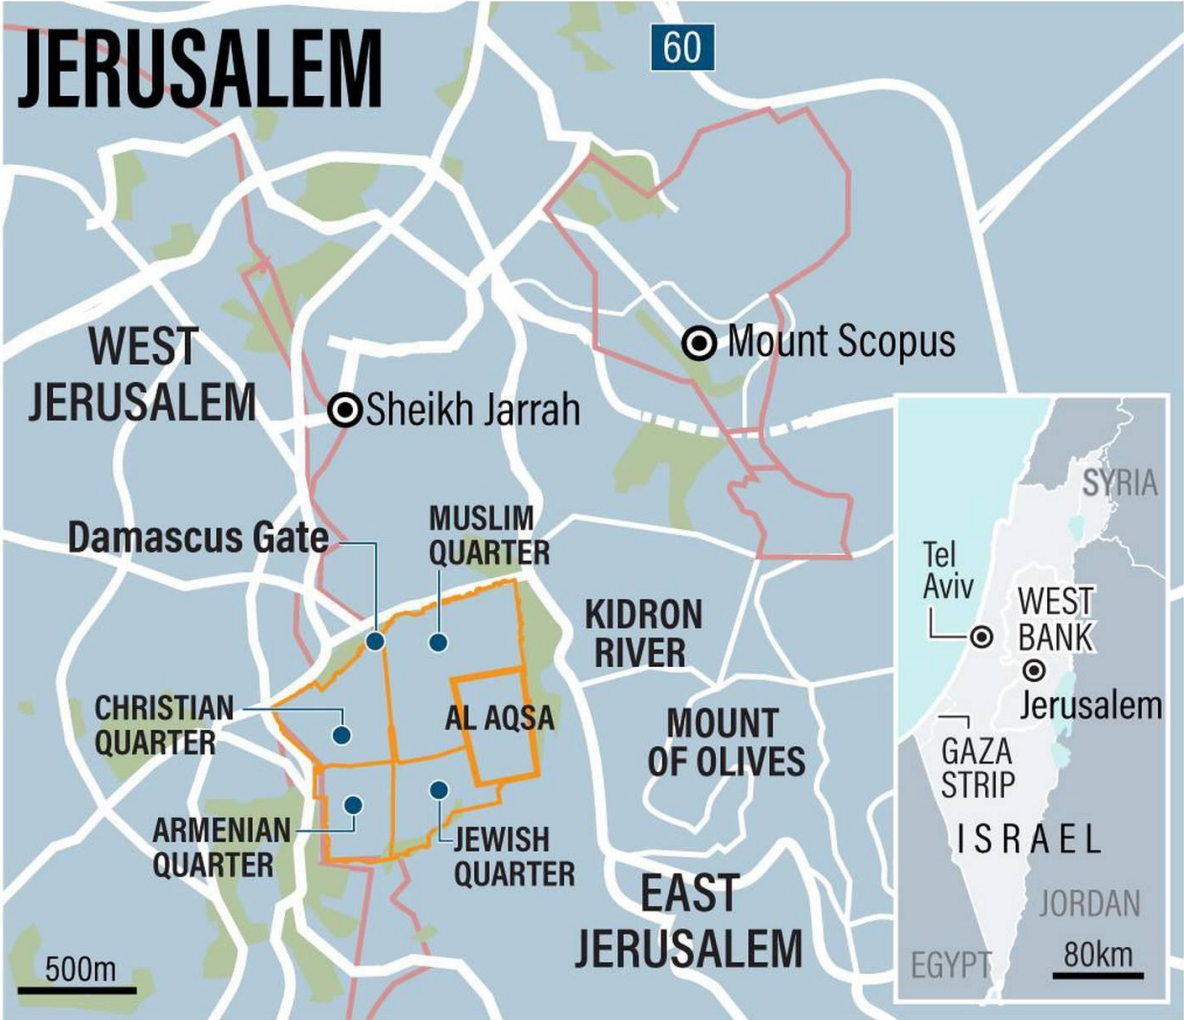 JERUSALEM
60
WEST
JERUSALEM
Mount Scopus
Sheikh Jarrah
Damascus Gate
MUSLIM
QUARTER
KIDRON
RIVER
CHRISTIAN
QUARTER
AL AQSA
MOUNT
OF OLIVES
ARMENIAN
QUARTER
JEWISH
QUARTER
EAST
JERUSALEM
500m
SYRIA
Tel
Aviv
WEST
BANK
Jerusalem
GAZA
STRIP
ISRAEL
JORDAN
EGYPT
80km